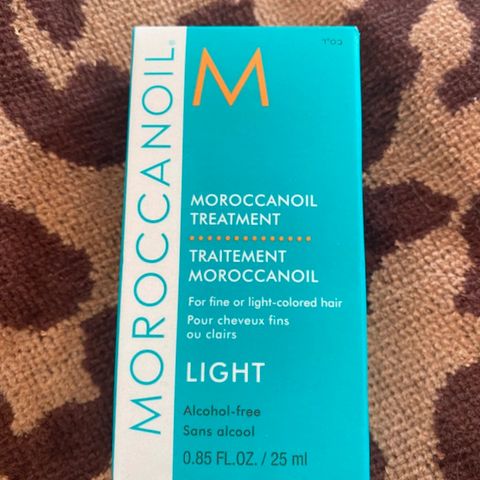 MOROCCANOIL®
M
MOROCCANOIL
TREATMENT
TRAITEMENT
MOROCCANOIL
For fine or light-colored hair
Pour cheveux fins
ou clairs
LIGHT
Alcohol-free
Sans alcool
0.85 FL.OZ. / 25 ml